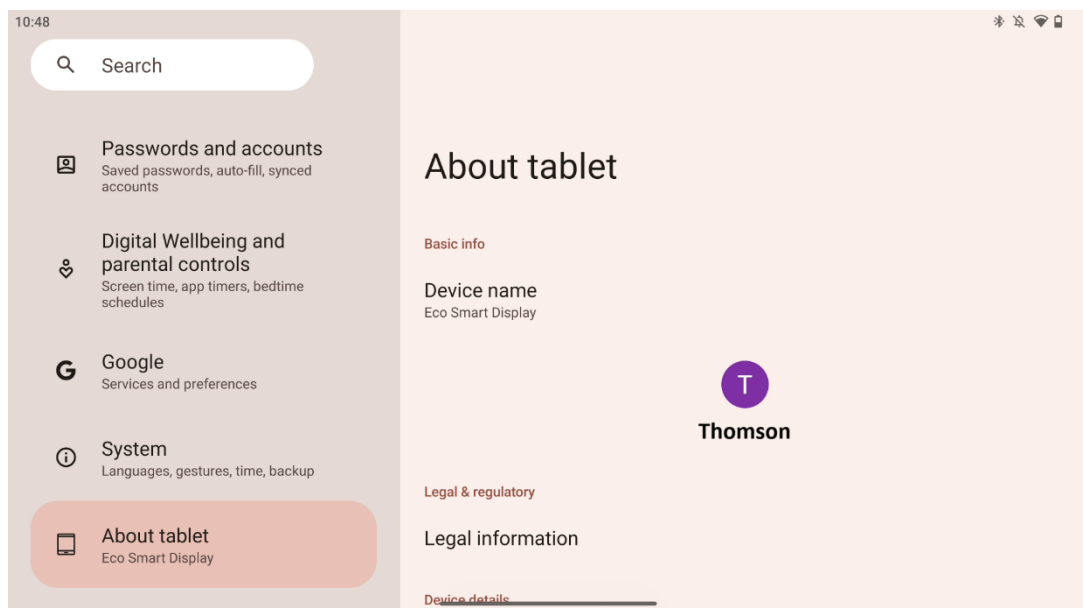 10:48
Search
Passwords and accounts
Saved passwords, auto-fill, synced
accounts
Digital Wellbeing and
parental controls
Screen time, app timers, bedtime
schedules
G
Google
Services and preferences
System
Languages, gestures, time, backup
About tablet
Eco Smart Display
About tablet
Basic info
Device name
Eco Smart Display
T
Thomson
Legal & regulatory
Legal information
Device details